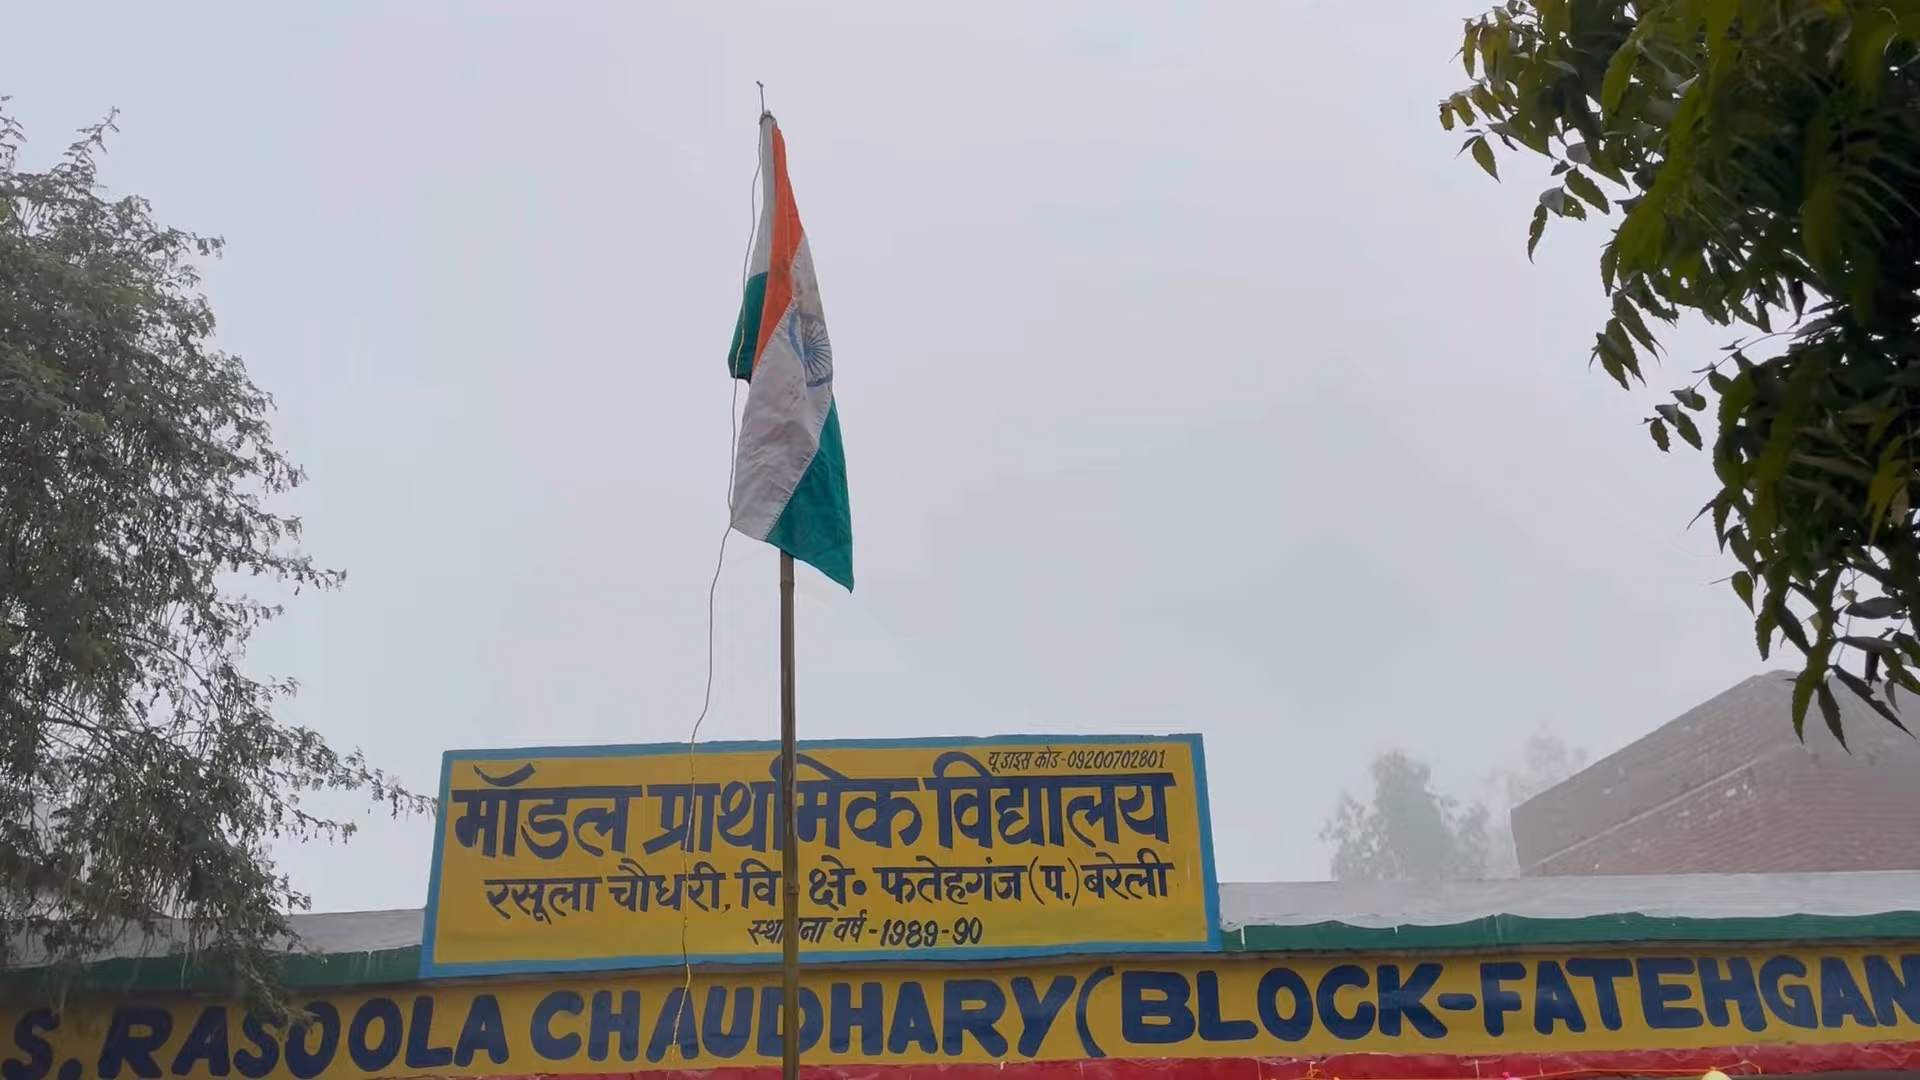 यू डाइस कोड-09200702801
मॉडल प्राथमिक विद्यालय
रसूला चौधरी, वि क्षे• फतेहगंज (प.) बरेली
स्थापना वर्ष-1989-90
S. RASOOLA CHAUDHARY (BLOCK-FATEHGAN